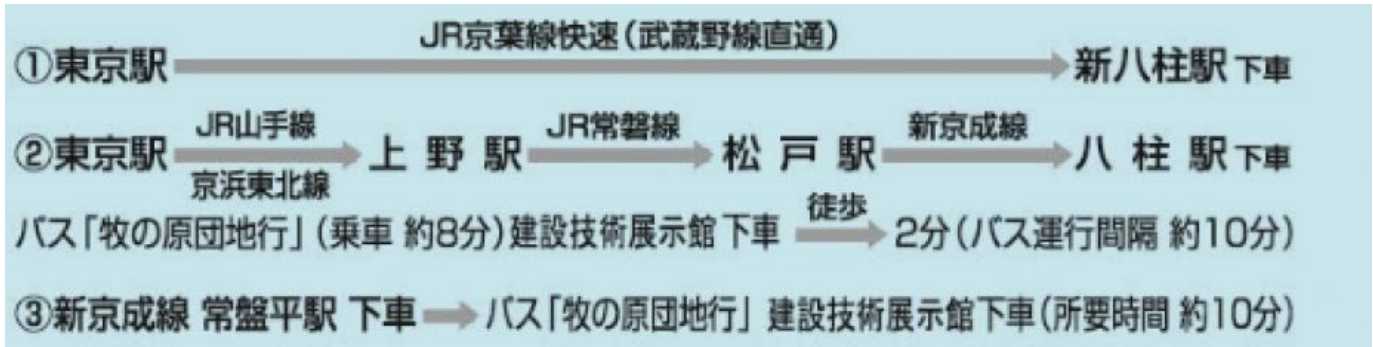 JR京葉線快速(武蔵野線直通)
①東京駅 新八柱駅 下車
JR山手線 JR常磐線 新京成線
②東京駅 上野駅 松戸駅 八柱駅 下車
京浜東北線
徒歩
バス「牧の原団地行」(乗車 約8分)建設技術展示館下車 2分(バス運行間隔 約10分)
③新京成線 常盤平駅 下車 バス「牧の原団地行」 建設技術展示館下車(所要時間 約10分)